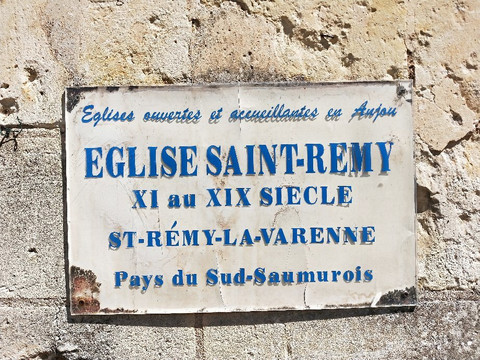 Eglises ouvertes et accueillantes en Anjou
EGLISE SAINT-REMY
XI au XIX SIECLE
ST-RÉMY-LA-VARENNE
Pays du Sud-Saumurois